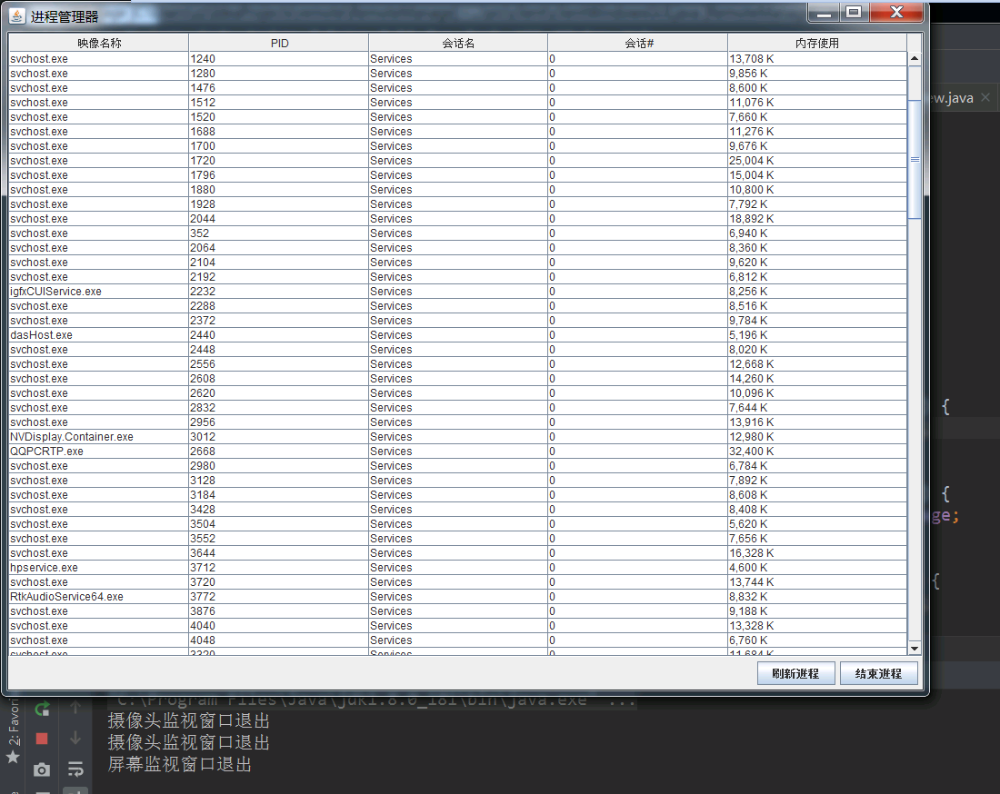 进程管理器
映像名称 PID 会话名 会话# 内存使用
svchost.exe 1240 Services 0 13,708 K
svchost.exe 1280 Services 0 9,856 K
svchost.exe 1476 Services 0 8,600 K
svchost.exe 1512 Services 0 11,076 K
svchost.exe 1520 Services 0 7,660 K
svchost.exe 1688 Services 0 11,276 K
svchost.exe 1700 Services 0 9,676 K
svchost.exe 1720 Services 0 25,004 K
svchost.exe 1796 Services 0 15,004 K
svchost.exe 1880 Services 0 10,800 K
svchost.exe 1928 Services 0 7,792 K
svchost.exe 2044 Services 0 18,892 K
svchost.exe 352 Services 0 6,940 K
svchost.exe 2064 Services 0 8,360 K
svchost.exe 2104 Services 0 9,620 K
svchost.exe 2192 Services 0 6,812 K
igfxCUIService.exe 2232 Services 0 8,256 K
svchost.exe 2288 Services 0 8,516 K
svchost.exe 2372 Services 0 9,784 K
dasHost.exe 2440 Services 0 5,196 K
svchost.exe 2448 Services 0 8,020 K
svchost.exe 2556 Services 0 12,668 K
svchost.exe 2608 Services 0 14,260 K
svchost.exe 2620 Services 0 10,096 K
svchost.exe 2832 Services 0 7,644 K
svchost.exe 2956 Services 0 13,916 K
NVDisplay.Container.exe 3012 Services 0 12,980 K
QQPCRTP.exe 2668 Services 0 32,400 K
svchost.exe 2980 Services 0 6,784 K
svchost.exe 3128 Services 0 7,892 K
svchost.exe 3184 Services 0 8,608 K
svchost.exe 3428 Services 0 8,408 K
svchost.exe 3504 Services 0 5,620 K
svchost.exe 3552 Services 0 7,656 K
svchost.exe 3644 Services 0 16,328 K
hpservice.exe 3712 Services 0 4,600 K
svchost.exe 3720 Services 0 13,744 K
RtkAudioService64.exe 3772 Services 0 8,832 K
svchost.exe 3876 Services 0 9,188 K
svchost.exe 4040 Services 0 13,328 K
svchost.exe 4048 Services 0 6,760 K
svchost.exe 3320 Services 0 11,684 K
刷新进程 结束进程
ew.java
{
{
ge;
{
"C:\Program Files\Java\jdk1.8.0_181\bin\java.exe" ...
摄像头监视窗口退出
摄像头监视窗口退出
屏幕监视窗口退出
2: Favori